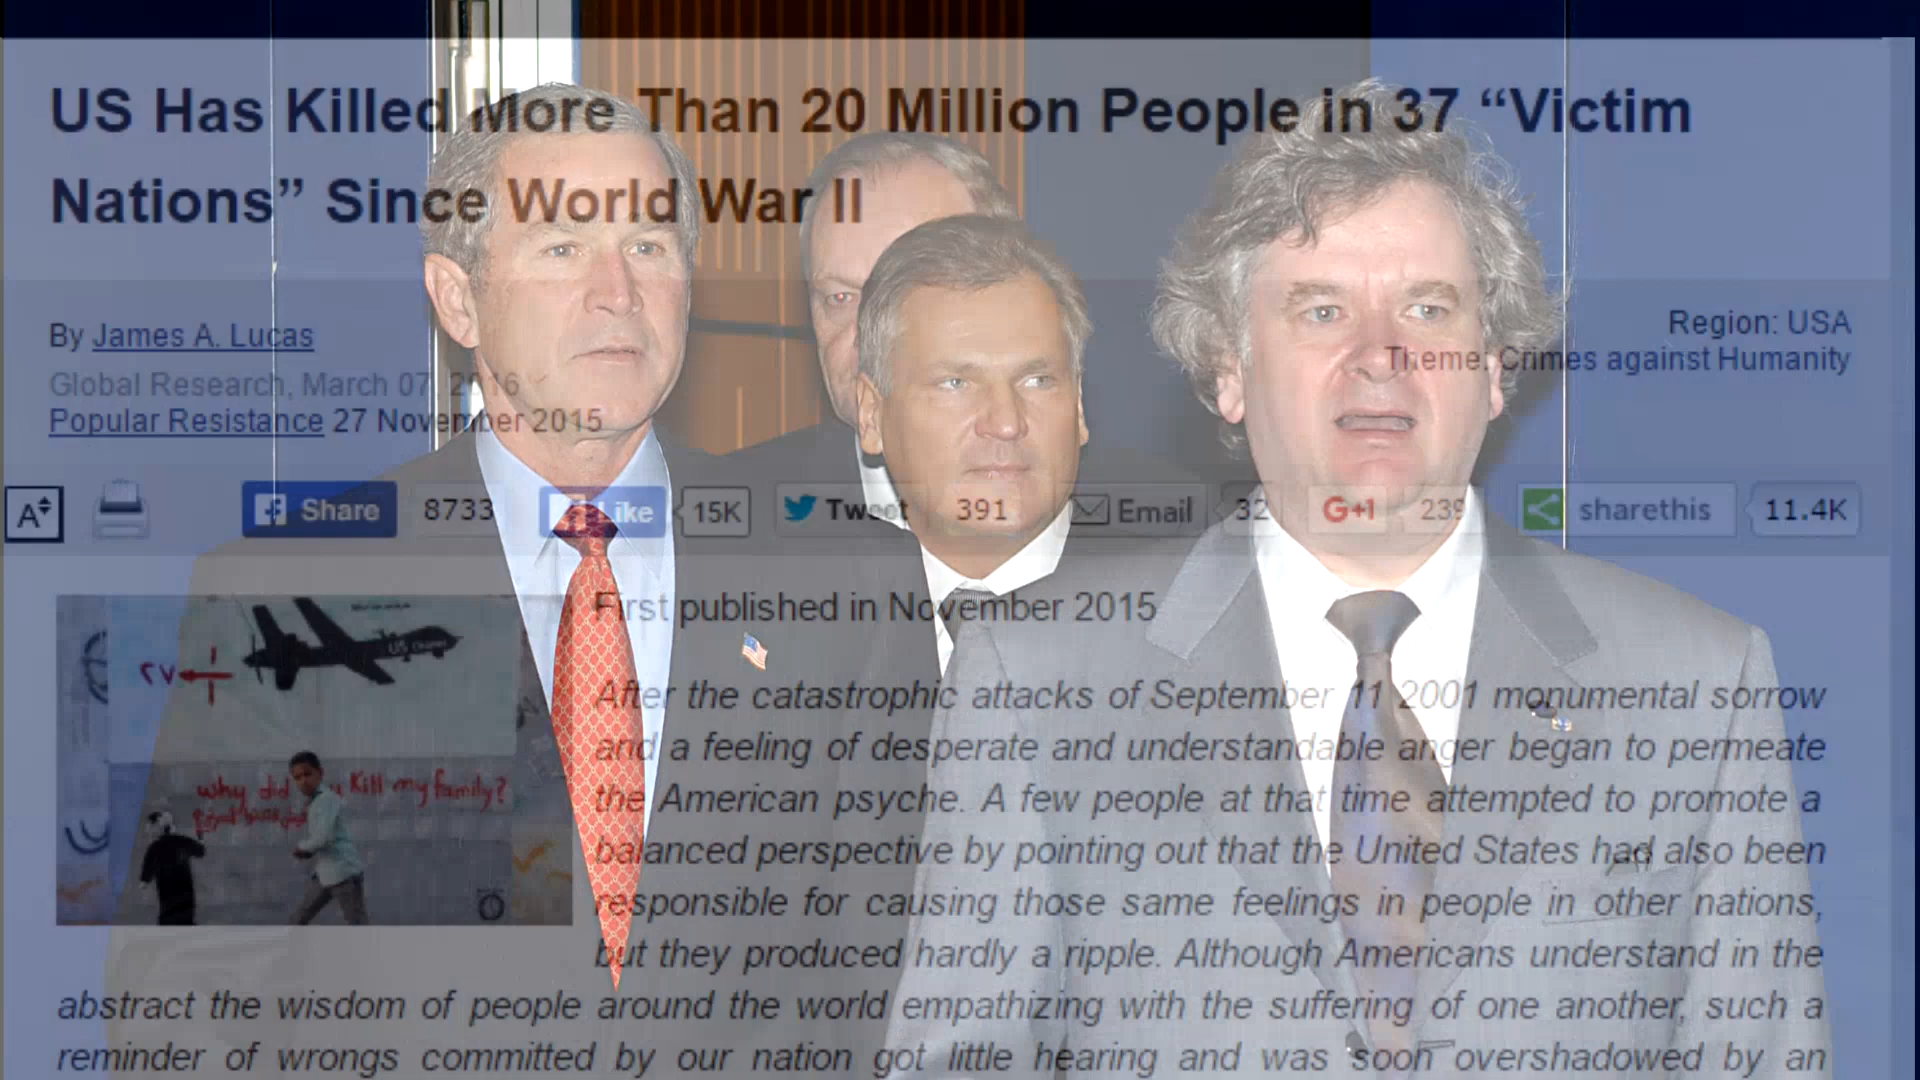 US Has Killed More Than 20 Million People in 37 “Victim
Nations” Since World War II
By James A. Lucas
Region: USA
Global Research, March 07, 2016
Theme: Crimes against Humanity
Popular Resistance 27 November 2015
A
Share 8733 Like 15K Tweet 391 Email 32 G+1 239 sharethis 11.4K
First published in November 2015
why did u kill my family?
After the catastrophic attacks of September 11 2001 monumental sorrow
and a feeling of desperate and understandable anger began to permeate
the American psyche. A few people at that time attempted to promote a
balanced perspective by pointing out that the United States had also been
responsible for causing those same feelings in people in other nations,
but they produced hardly a ripple. Although Americans understand in the
abstract the wisdom of people around the world empathizing with the suffering of one another, such a
reminder of wrongs committed by our nation got little hearing and was soon overshadowed by an